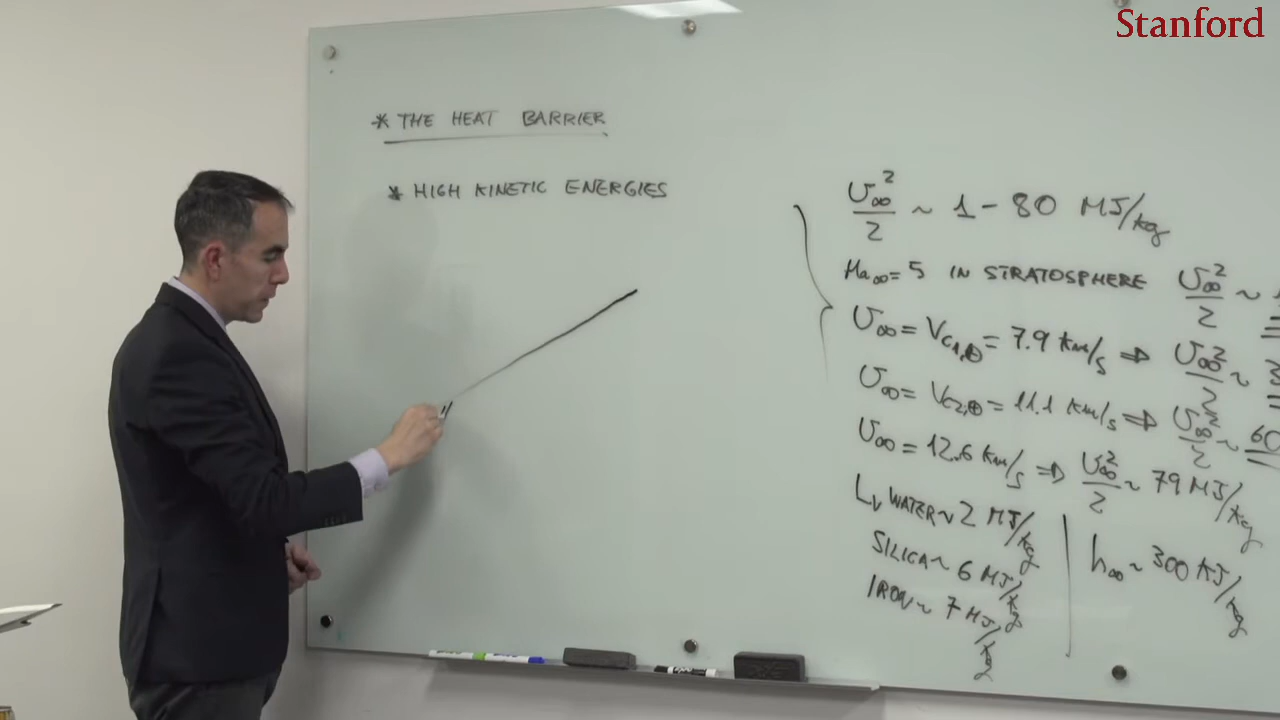 Stanford
* THE HEAT BARRIER
* HIGH KINETIC ENERGIES
U∞²/2 ~ 1 - 80 MJ/kg
Ma∞ = 5 IN STRATOSPHERE U∞²/2 ~
U∞ = VC1,⊕ = 7.9 km/s ⇒ U∞²/2 ~
U∞ = VC2,⊕ = 11.1 km/s ⇒ U∞²/2 ~ 60
U∞ = 12.6 km/s ⇒ U∞²/2 ~ 79 MJ/kg
Lv WATER ~ 2 MJ/kg
SILICA ~ 6 MJ/kg
IRON ~ 7 MJ/kg
h∞ ~ 300 KJ/kg